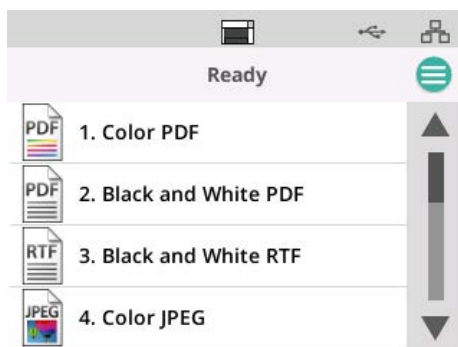 Ready
PDF 1. Color PDF
PDF 2. Black and White PDF
RTF 3. Black and White RTF
JPEG 4. Color JPEG